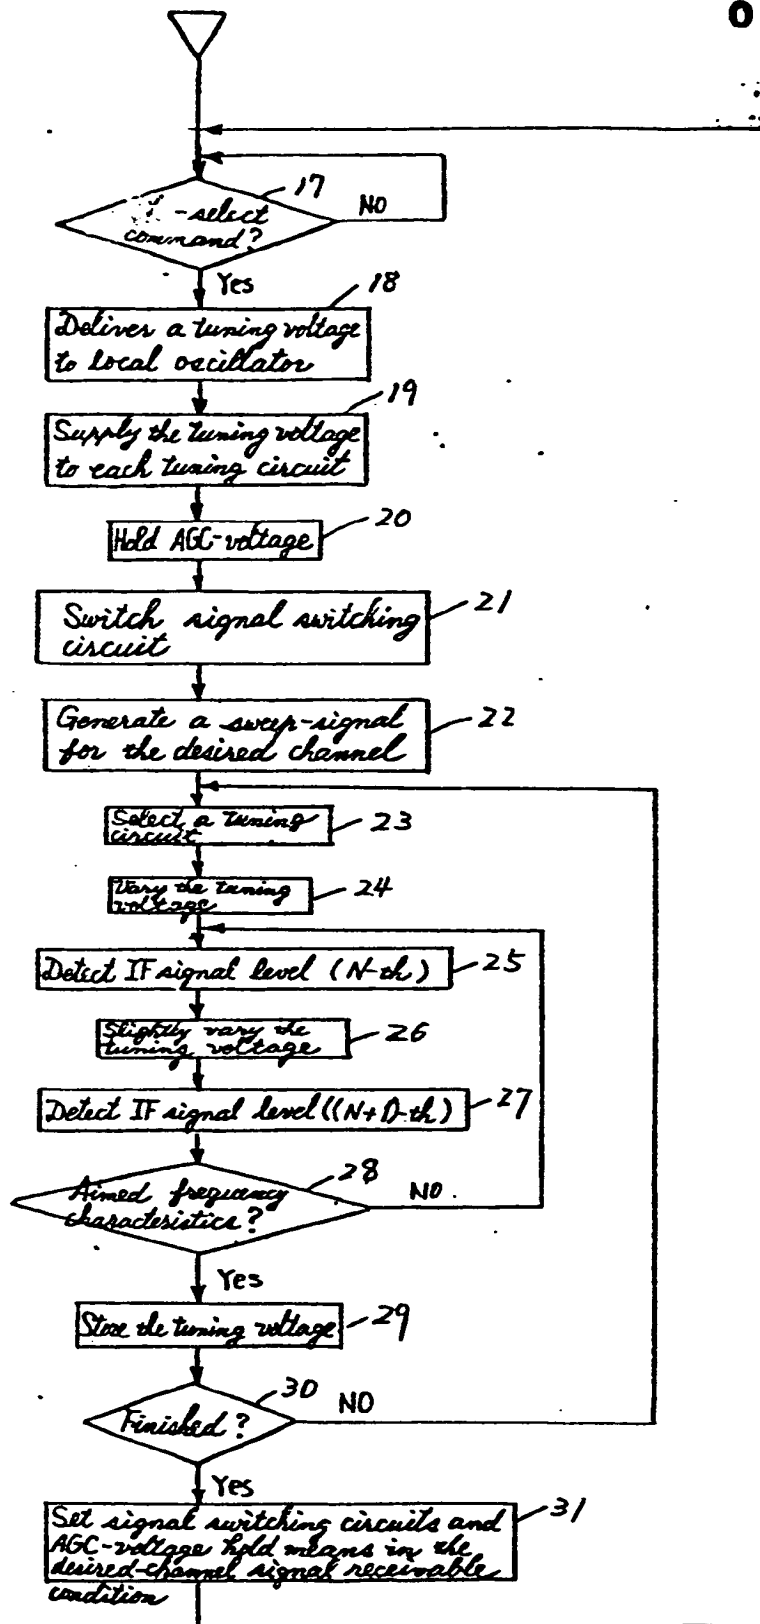 0
17
-select
command?
NO
Yes
18
Deliver a tuning voltage
to local oscillator
19
Supply the tuning voltage
to each tuning circuit
20
Hold AGC-voltage
21
Switch signal switching
circuit
22
Generate a sweep-signal
for the desired channel
23
Select a tuning
circuit
24
Vary the tuning
voltage
Detect IF signal level (N-th)
25
Slightly vary the
tuning voltage
26
Detect IF signal level ((N+1)-th)
27
28
Aimed frequency
characteristics?
NO
Yes
Store the tuning voltage
29
30
Finished?
NO
Yes
31
Set signal switching circuits and
AGC-voltage hold means in the
desired-channel signal receivable
condition